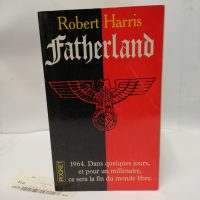 Robert Harris
Fatherland
1964. Dans quelques jours,
et pour un millénaire,
ce sera la fin du monde libre.
POCKET